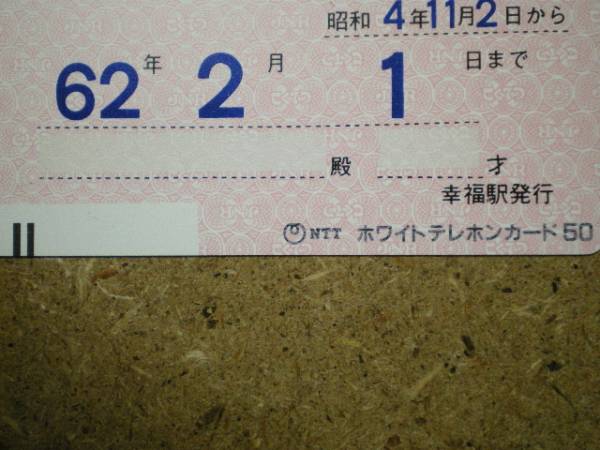 昭和 4年11月2日から
62年 2月 1日まで
殿 才
幸福駅発行
NTT ホワイトテレホンカード50